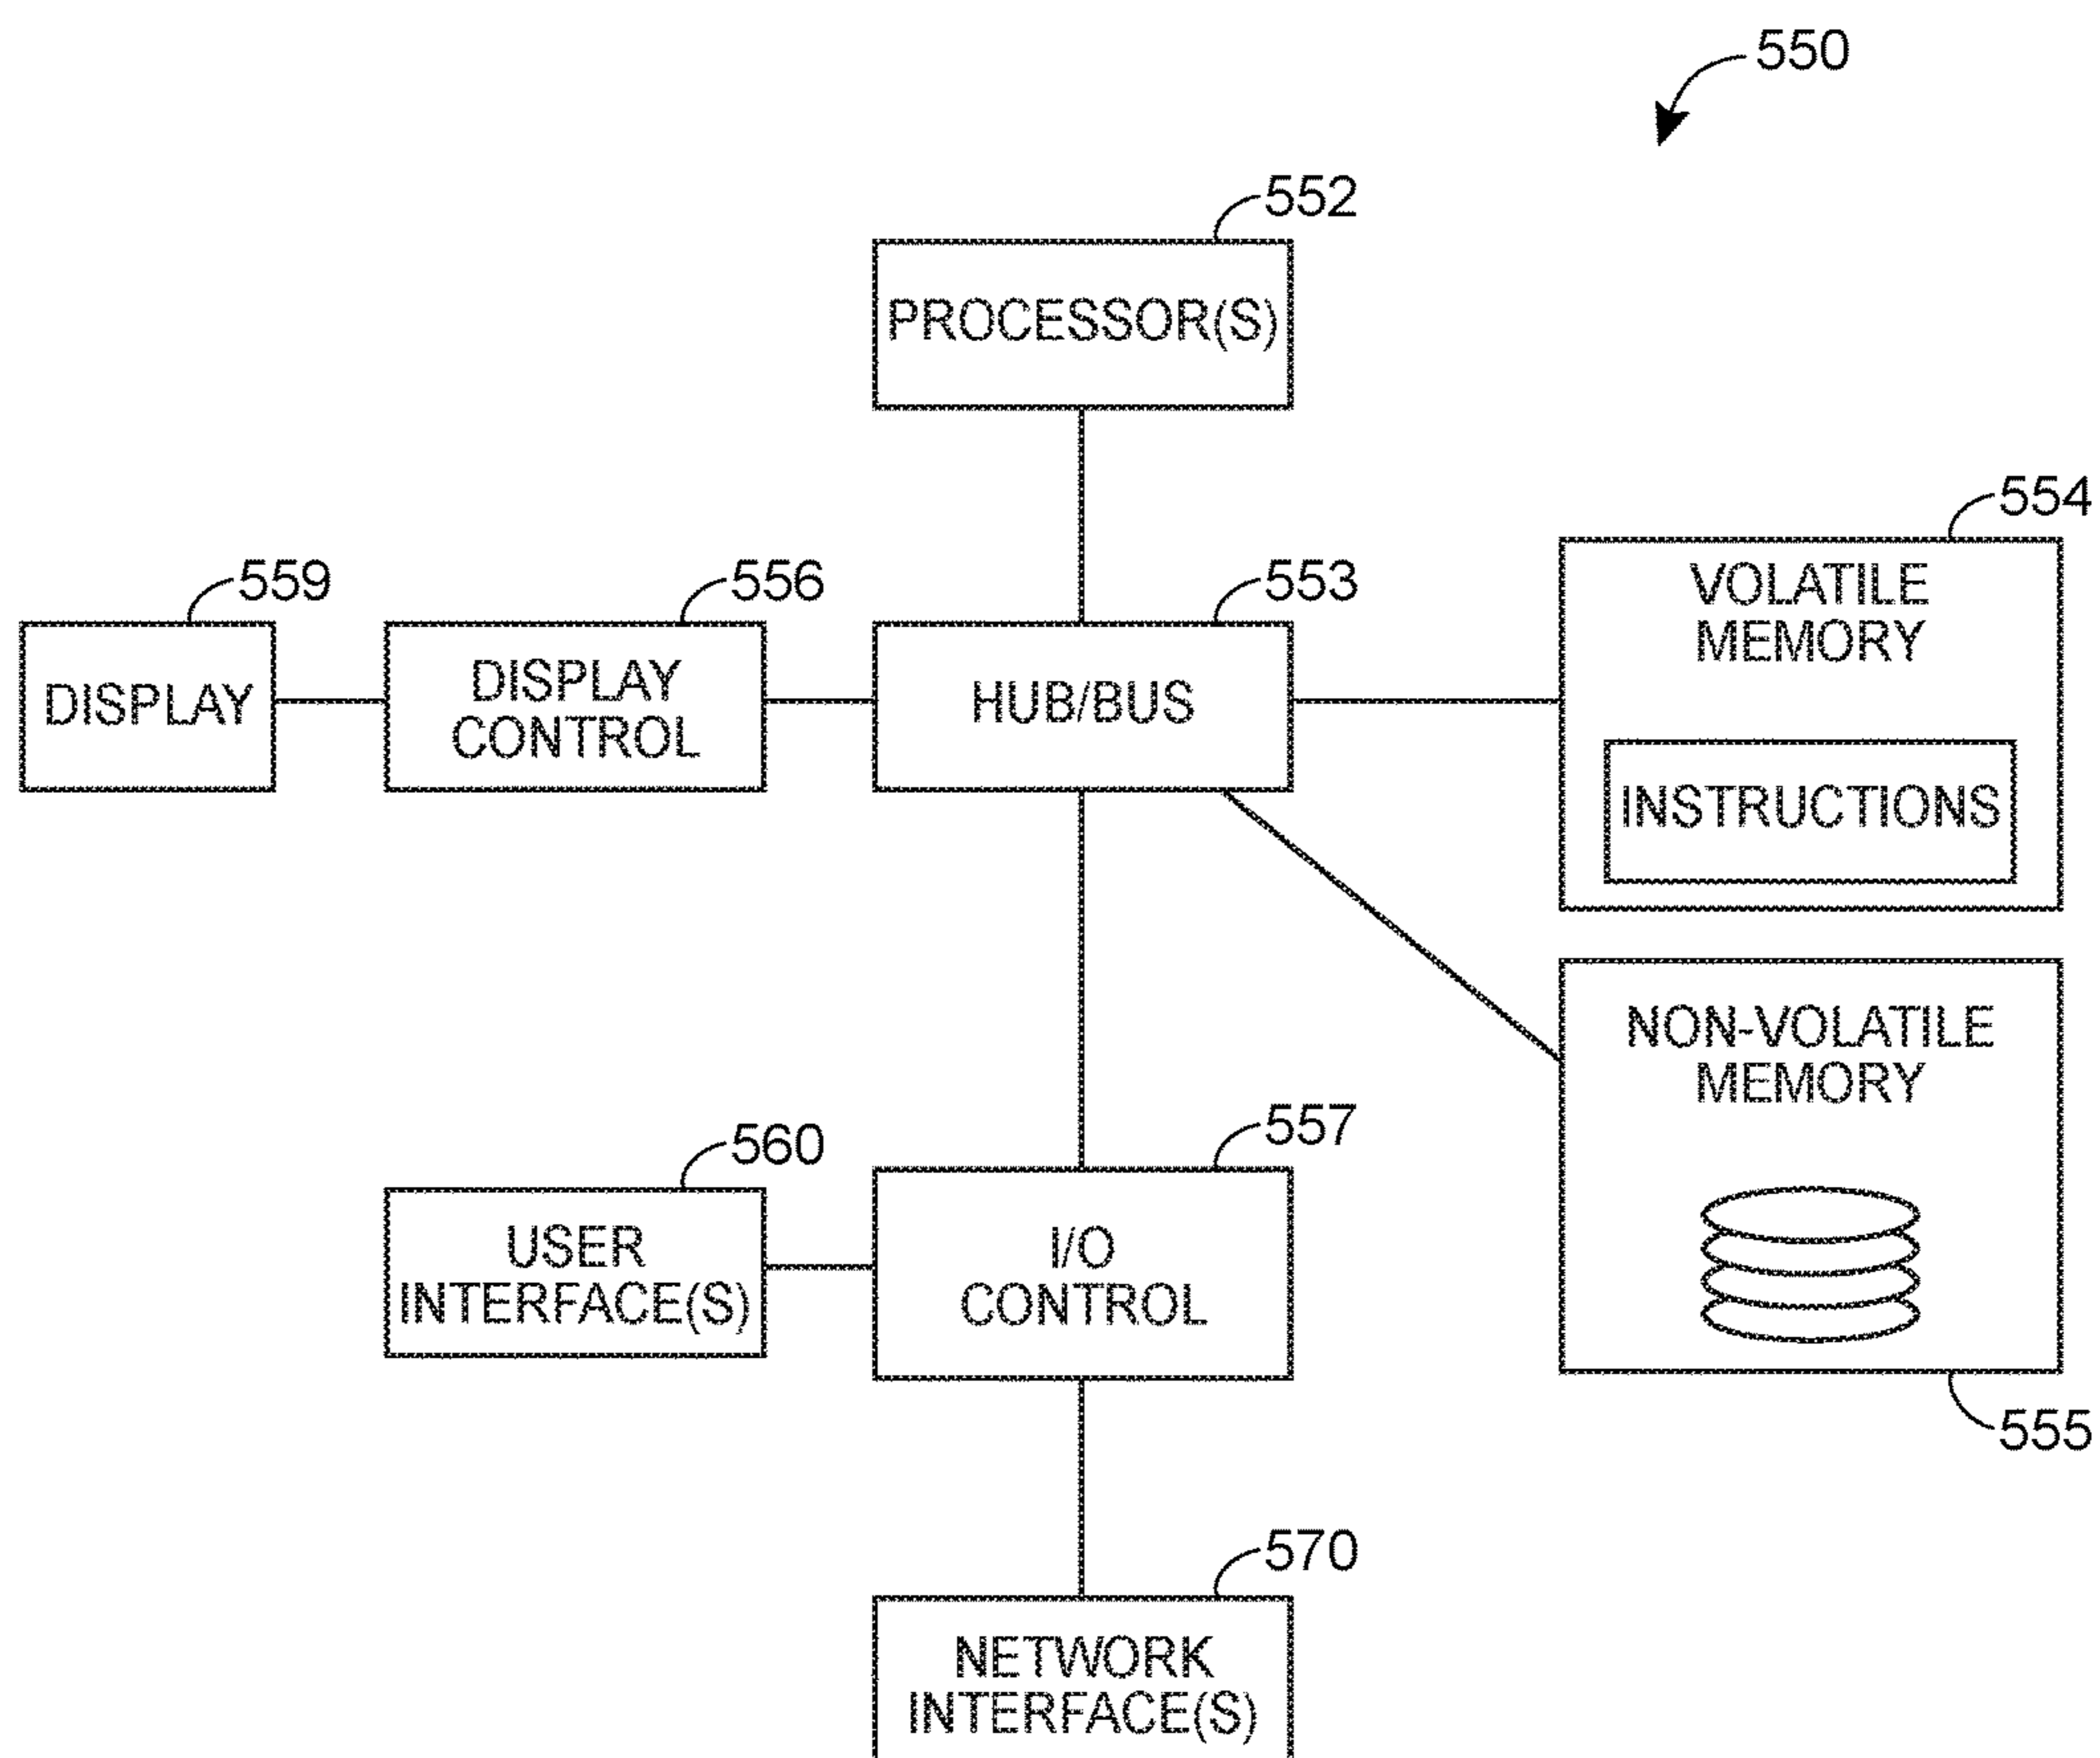 550
552
PROCESSOR(S)
554
VOLATILE
MEMORY
INSTRUCTIONS
559
DISPLAY
556
DISPLAY
CONTROL
553
HUB/BUS
NON-VOLATILE
MEMORY
555
560
USER
INTERFACE(S)
557
I/O
CONTROL
570
NETWORK
INTERFACE(S)